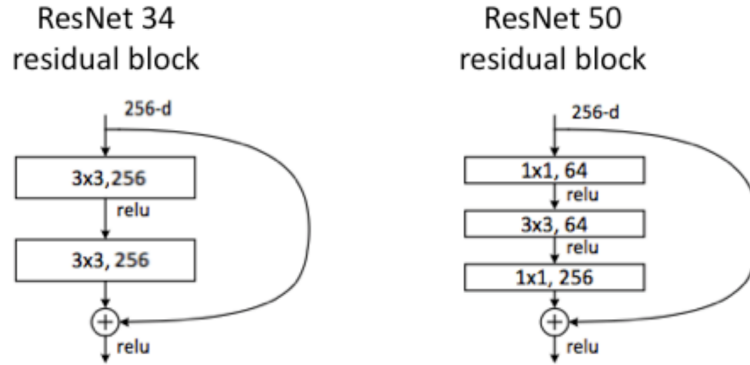 ResNet 34
residual block
256-d
3x3,256
relu
3x3, 256
relu
ResNet 50
residual block
256-d
1x1, 64
relu
3x3, 64
relu
1x1, 256
relu